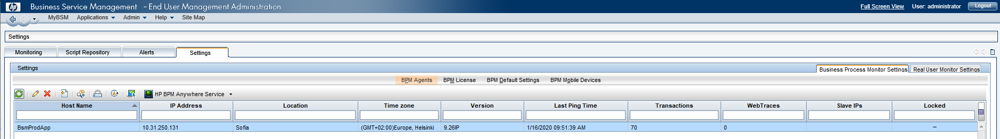 hp Business Service Management - End User Management Administration Full Screen View User: administrator Logout
MyBSM Applications Admin Help Site Map
Settings
Monitoring Script Repository Alerts Settings
Settings Business Process Monitor Settings Real User Monitor Settings
BPM Agents BPM License BPM Default Settings BPM Mobile Devices
HP BPM Anywhere Service
Host Name IP Address Location Time zone Version Last Ping Time Transactions WebTraces Slave IPs Locked
BsmProdApp 10.31.250.131 Sofia (GMT+02:00)Europe, Helsinki 9.26IP 1/16/2020 09:51:39 AM 70 0 –